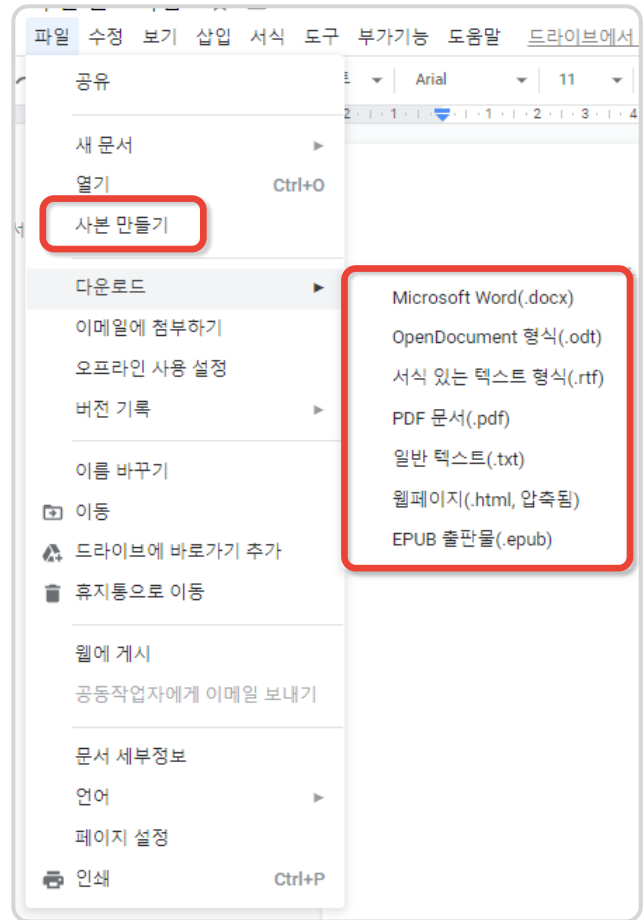 파일 수정 보기 삽입 서식 도구 부가기능 도움말 드라이브에서
Arial 11
2 1 1 2 3 4
공유
새 문서
열기 Ctrl+O
서
사본 만들기
다운로드
이메일에 첨부하기
오프라인 사용 설정
버전 기록
이름 바꾸기
이동
드라이브에 바로가기 추가
휴지통으로 이동
웹에 게시
공동작업자에게 이메일 보내기
문서 세부정보
언어
페이지 설정
인쇄 Ctrl+P
Microsoft Word(.docx)
OpenDocument 형식(.odt)
서식 있는 텍스트 형식(.rtf)
PDF 문서(.pdf)
일반 텍스트(.txt)
웹페이지(.html, 압축됨)
EPUB 출판물(.epub)